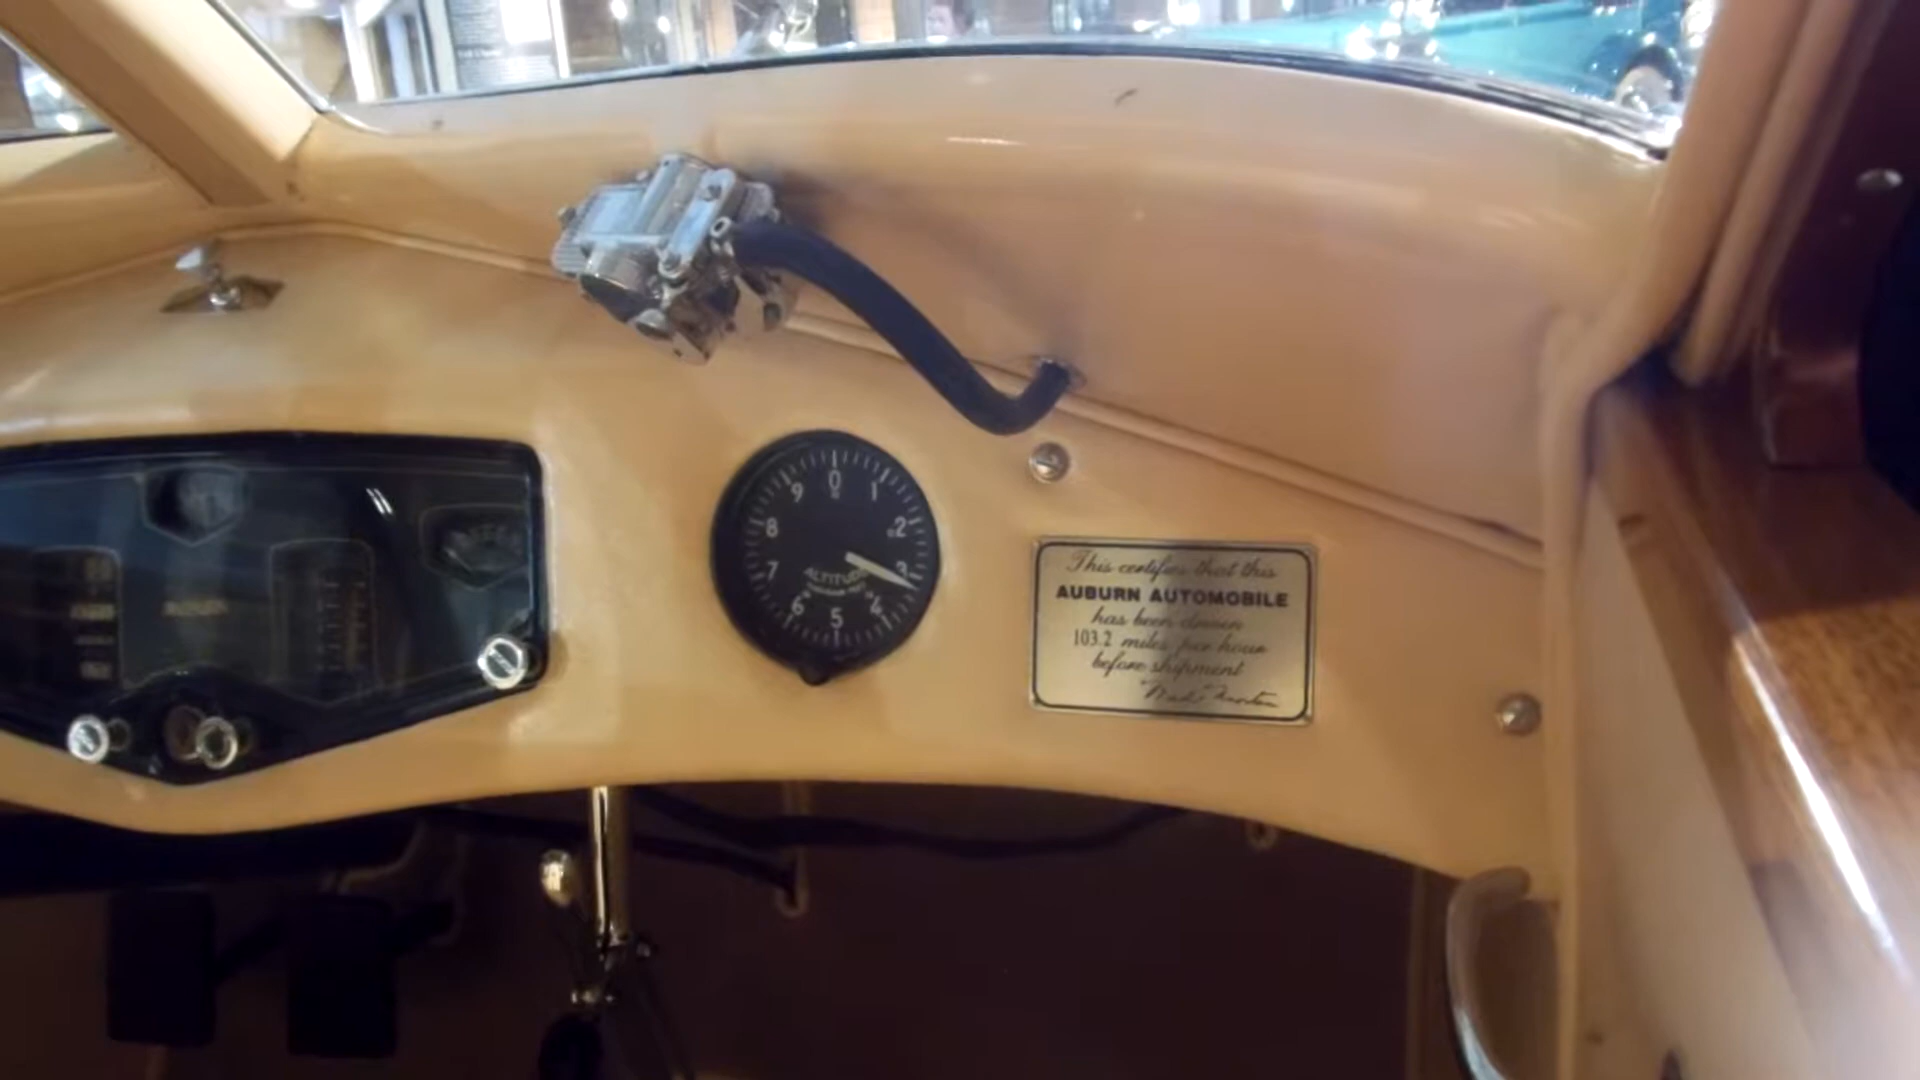 0
1
2
3
4
5
6
7
8
9
ALTITUDE
This certifies that this
AUBURN AUTOMOBILE
has been driven
103.2 miles per hour
before shipment